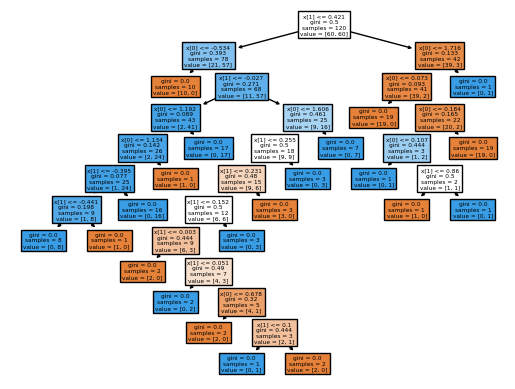 x[1] <= 0.421
gini = 0.5
samples = 120
value = [60, 60]
x[0] <= -0.534
gini = 0.393
samples = 78
value = [21, 57]
x[0] <= 1.716
gini = 0.133
samples = 42
value = [39, 3]
gini = 0.0
samples = 10
value = [10, 0]
x[1] <= -0.027
gini = 0.271
samples = 68
value = [11, 57]
x[0] <= 0.073
gini = 0.093
samples = 41
value = [39, 2]
gini = 0.0
samples = 1
value = [0, 1]
x[0] <= 1.192
gini = 0.089
samples = 43
value = [2, 41]
x[0] <= 1.606
gini = 0.461
samples = 25
value = [9, 16]
gini = 0.0
samples = 19
value = [19, 0]
x[0] <= 0.184
gini = 0.165
samples = 22
value = [20, 2]
x[0] <= 1.134
gini = 0.142
samples = 26
value = [2, 24]
gini = 0.0
samples = 17
value = [0, 17]
x[1] <= 0.255
gini = 0.5
samples = 18
value = [9, 9]
gini = 0.0
samples = 7
value = [0, 7]
x[0] <= 0.107
gini = 0.444
samples = 3
value = [1, 2]
gini = 0.0
samples = 19
value = [19, 0]
x[1] <= -0.395
gini = 0.077
samples = 25
value = [1, 24]
gini = 0.0
samples = 1
value = [1, 0]
x[1] <= 0.231
gini = 0.48
samples = 15
value = [9, 6]
gini = 0.0
samples = 3
value = [0, 3]
gini = 0.0
samples = 1
value = [0, 1]
x[1] <= 0.86
gini = 0.5
samples = 2
value = [1, 1]
x[1] <= -0.441
gini = 0.198
samples = 9
value = [1, 8]
gini = 0.0
samples = 16
value = [0, 16]
x[1] <= 0.152
gini = 0.5
samples = 12
value = [6, 6]
gini = 0.0
samples = 3
value = [3, 0]
gini = 0.0
samples = 1
value = [1, 0]
gini = 0.0
samples = 1
value = [0, 1]
gini = 0.0
samples = 8
value = [0, 8]
gini = 0.0
samples = 1
value = [1, 0]
x[1] <= 0.003
gini = 0.444
samples = 9
value = [6, 3]
gini = 0.0
samples = 3
value = [0, 3]
gini = 0.0
samples = 2
value = [2, 0]
x[1] <= 0.051
gini = 0.49
samples = 7
value = [4, 3]
gini = 0.0
samples = 2
value = [0, 2]
x[0] <= 0.678
gini = 0.32
samples = 5
value = [4, 1]
gini = 0.0
samples = 2
value = [2, 0]
x[1] <= 0.1
gini = 0.444
samples = 3
value = [2, 1]
gini = 0.0
samples = 1
value = [0, 1]
gini = 0.0
samples = 2
value = [2, 0]